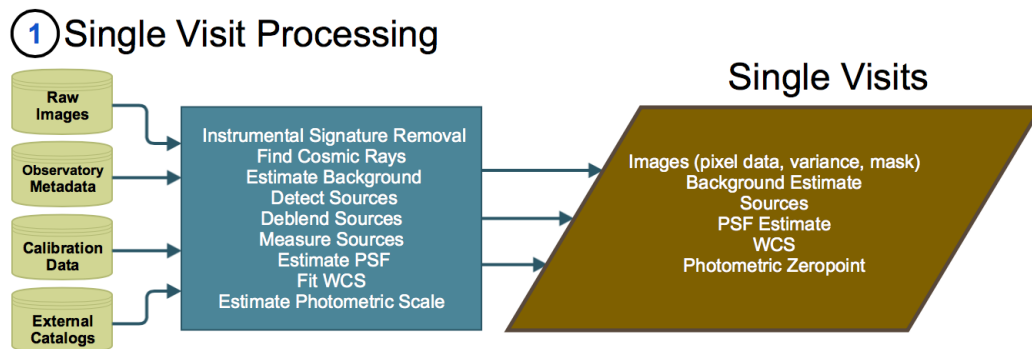 1 Single Visit Processing
Single Visits
Raw
Images
Observatory
Metadata
Calibration
Data
External
Catalogs
Instrumental Signature Removal
Find Cosmic Rays
Estimate Background
Detect Sources
Deblend Sources
Measure Sources
Estimate PSF
Fit WCS
Estimate Photometric Scale
Images (pixel data, variance, mask)
Background Estimate
Sources
PSF Estimate
WCS
Photometric Zeropoint